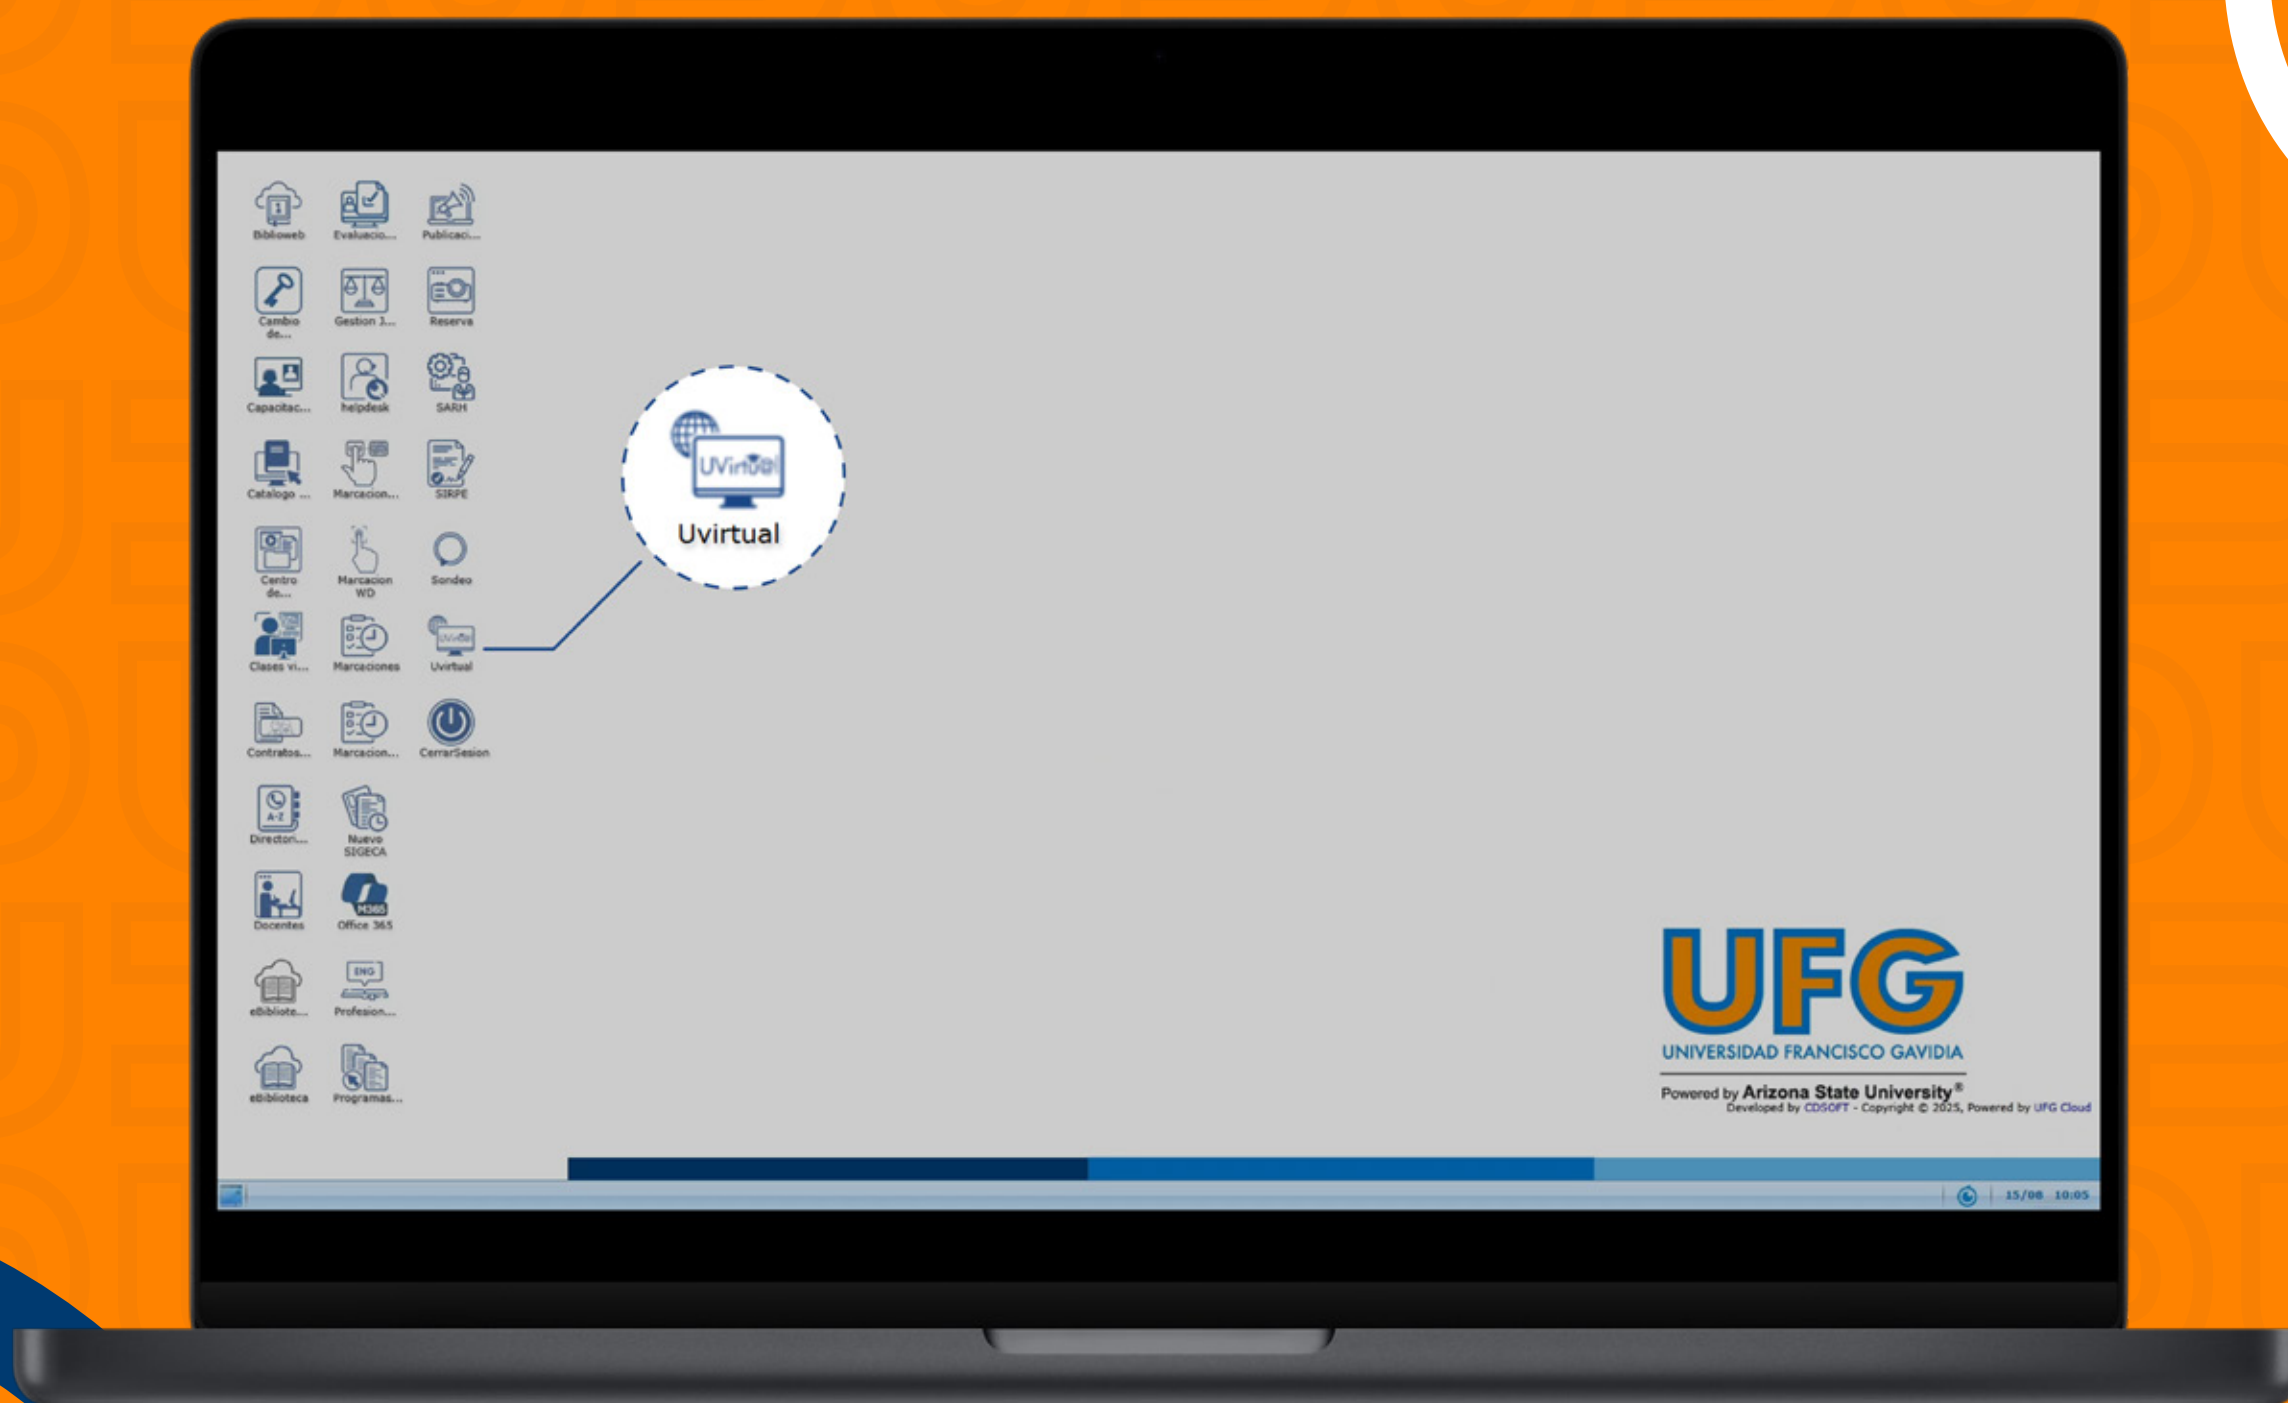 Biblioweb
Evaluacio...
Publicaci...
Cambio
de...
Gestion J...
Reserva
Capacitac...
helpdesk
SARH
Catalogo ...
Marcacion...
SIRPE
Centro
de...
Marcacion
WD
Sondeo
Clases vi...
Marcaciones
Uvirtual
Contratos...
Marcacion...
CerrarSesion
A-Z
Directori...
Nuevo
SIGECA
Docentes
M365
Office 365
eBibliote...
ENG
Profesion...
eBiblioteca
Programas...
UVirtual
Uvirtual
UFG
UNIVERSIDAD FRANCISCO GAVIDIA
Powered by Arizona State University®
Developed by CDSOFT - Copyright © 2025, Powered by UFG Cloud
15/08 10:05